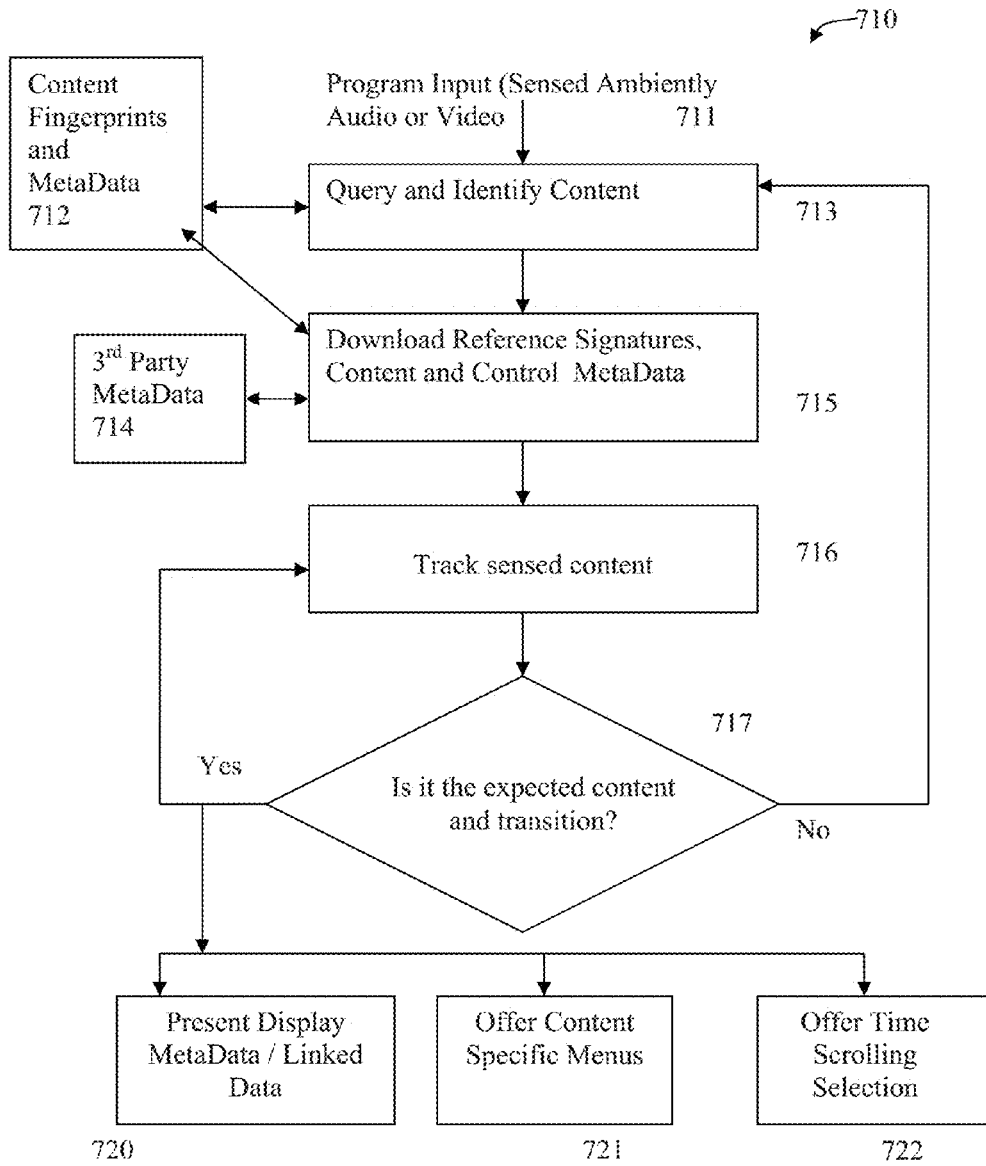 710
Program Input (Sensed Ambiently
Audio or Video
711
Content
Fingerprints
and
MetaData
712
Query and Identify Content
713
Download Reference Signatures,
Content and Control MetaData
715
3rd Party
MetaData
714
Track sensed content
716
717
Is it the expected content
and transition?
Yes
No
Present Display
MetaData / Linked
Data
720
Offer Content
Specific Menus
721
Offer Time
Scrolling
Selection
722